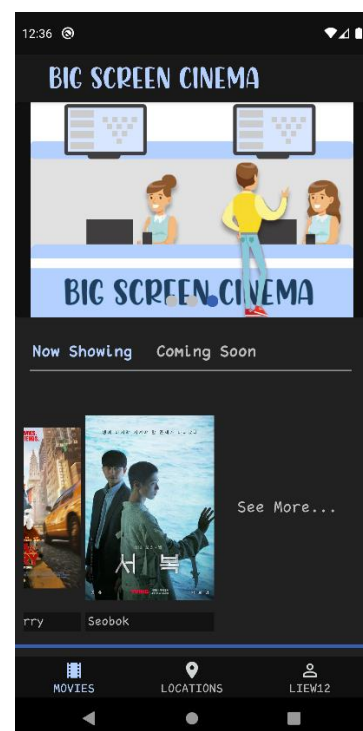 12:36
BIG SCREEN CINEMA
BIG SCREEN CINEMA
Now Showing Coming Soon
서복
See More...
rry Seobok
MOVIES LOCATIONS LIEW12